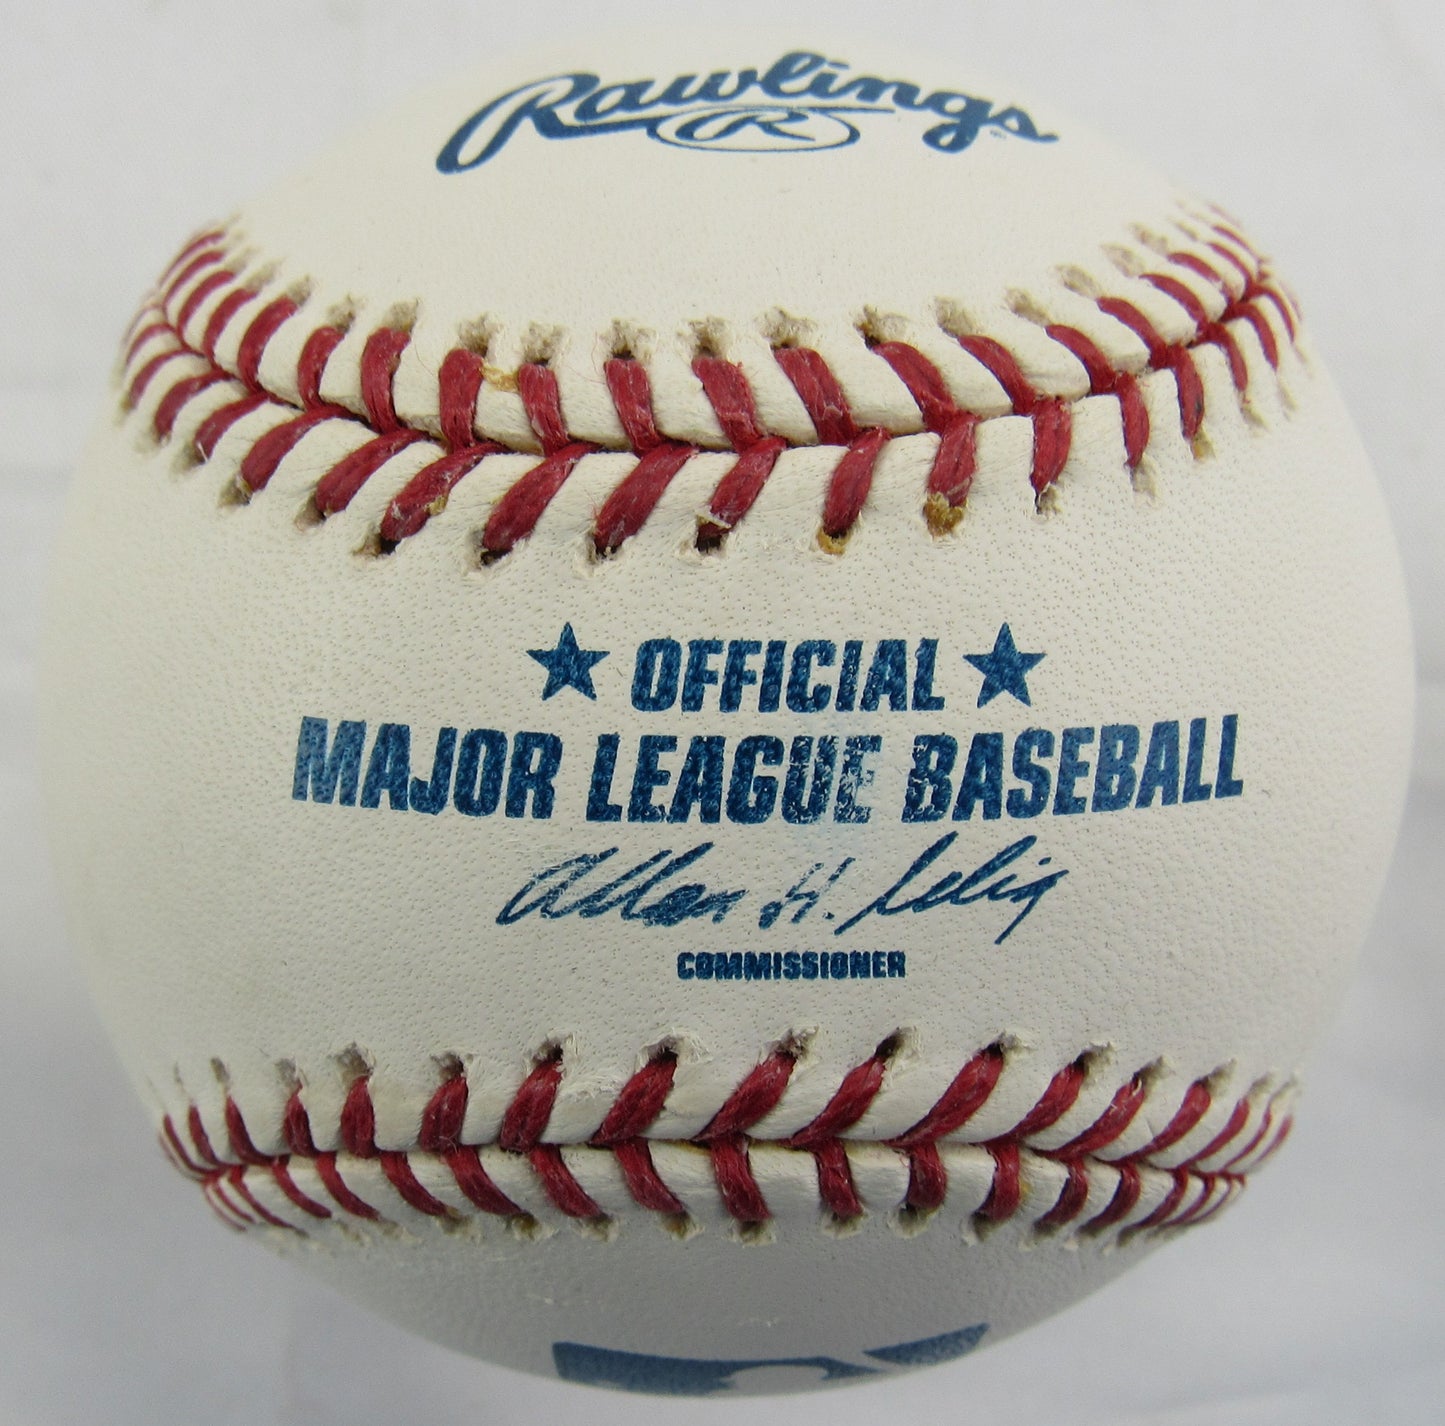 Rawlings
R
★ OFFICIAL ★
MAJOR LEAGUE BASEBALL
Allan H. Selig
COMMISSIONER